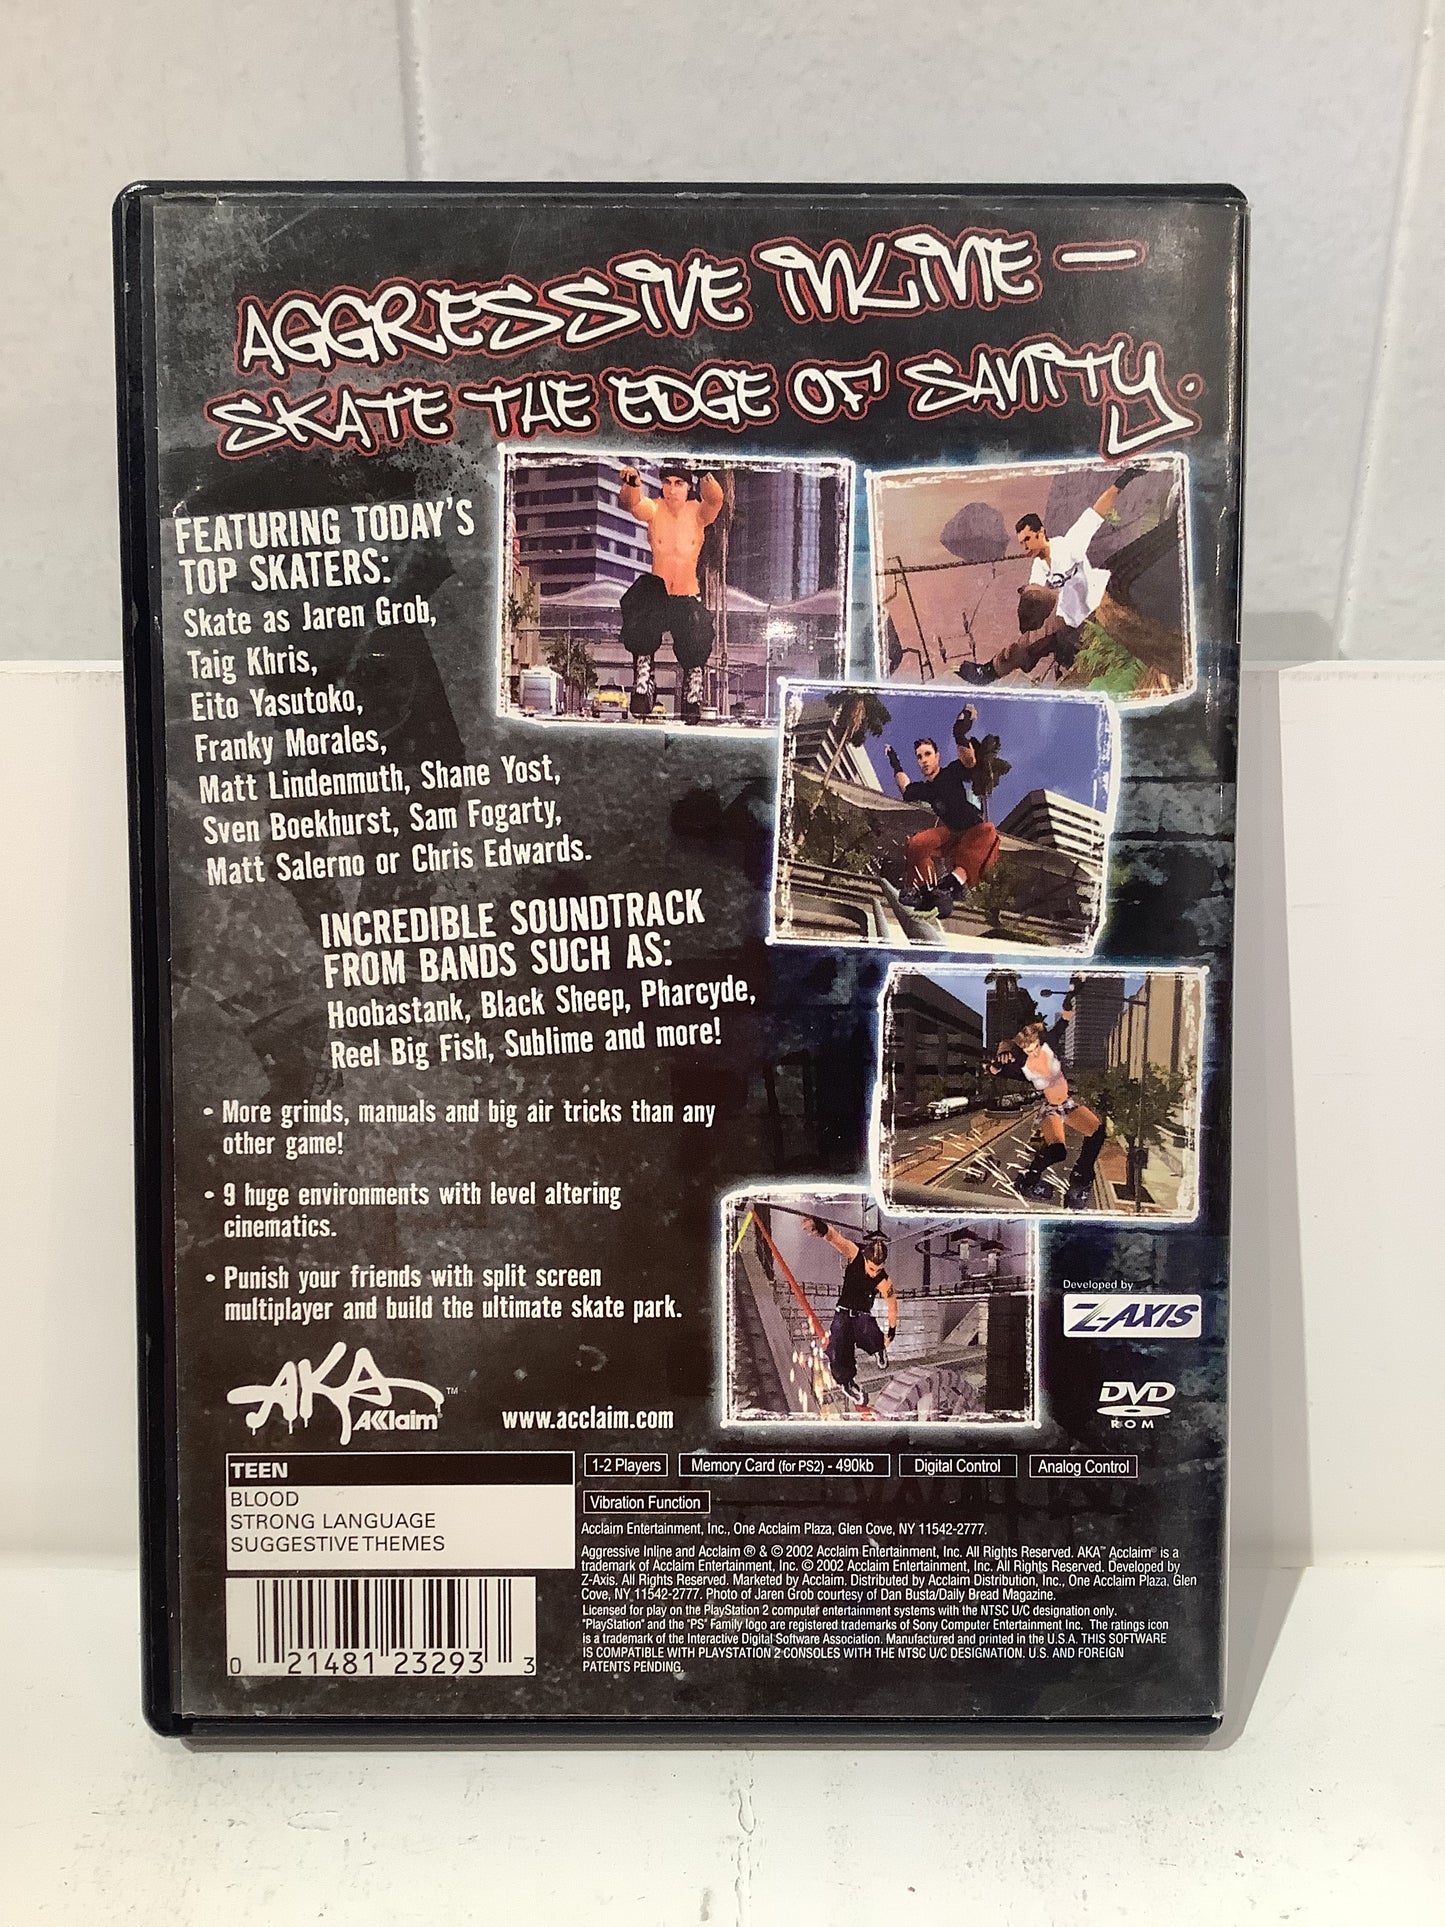 AGGRESSIVE INLINE –
SKATE THE EDGE OF SANITY.
FEATURING TODAY'S
TOP SKATERS:
Skate as Jaren Grob,
Taig Khris,
Eito Yasutoko,
Franky Morales,
Matt Lindenmuth, Shane Yost,
Sven Boekhurst, Sam Fogarty,
Matt Salerno or Chris Edwards.
INCREDIBLE SOUNDTRACK
FROM BANDS SUCH AS:
Hoobastank, Black Sheep, Pharcyde,
Reel Big Fish, Sublime and more!
• More grinds, manuals and big air tricks than any
other game!
• 9 huge environments with level altering
cinematics.
• Punish your friends with split screen
multiplayer and build the ultimate skate park.
Developed by
Z-AXIS
AKA ™
AKKlaim®
www.acclaim.com
DVD
ROM
TEEN
BLOOD
STRONG LANGUAGE
SUGGESTIVE THEMES
1-2 Players
Memory Card (for PS2) - 490kb
Digital Control
Analog Control
Vibration Function
Acclaim Entertainment, Inc., One Acclaim Plaza, Glen Cove, NY 11542-2777.
Aggressive Inline and Acclaim ® & © 2002 Acclaim Entertainment, Inc. All Rights Reserved. AKA™ Acclaim® is a
trademark of Acclaim Entertainment, Inc. © 2002 Acclaim Entertainment, Inc. All Rights Reserved. Developed by
Z-Axis. All Rights Reserved. Marketed by Acclaim. Distributed by Acclaim Distribution, Inc., One Acclaim Plaza, Glen
Cove, NY 11542-2777. Photo of Jaren Grob courtesy of Dan Busta/Daily Bread Magazine.
Licensed for play on the PlayStation 2 computer entertainment systems with the NTSC U/C designation only.
"PlayStation" and the "PS" Family logo are registered trademarks of Sony Computer Entertainment Inc. The ratings icon
is a trademark of the Interactive Digital Software Association. Manufactured and printed in the U.S.A. THIS SOFTWARE
IS COMPATIBLE WITH PLAYSTATION 2 CONSOLES WITH THE NTSC U/C DESIGNATION. U.S. AND FOREIGN
PATENTS PENDING.
0 21481 23293 3